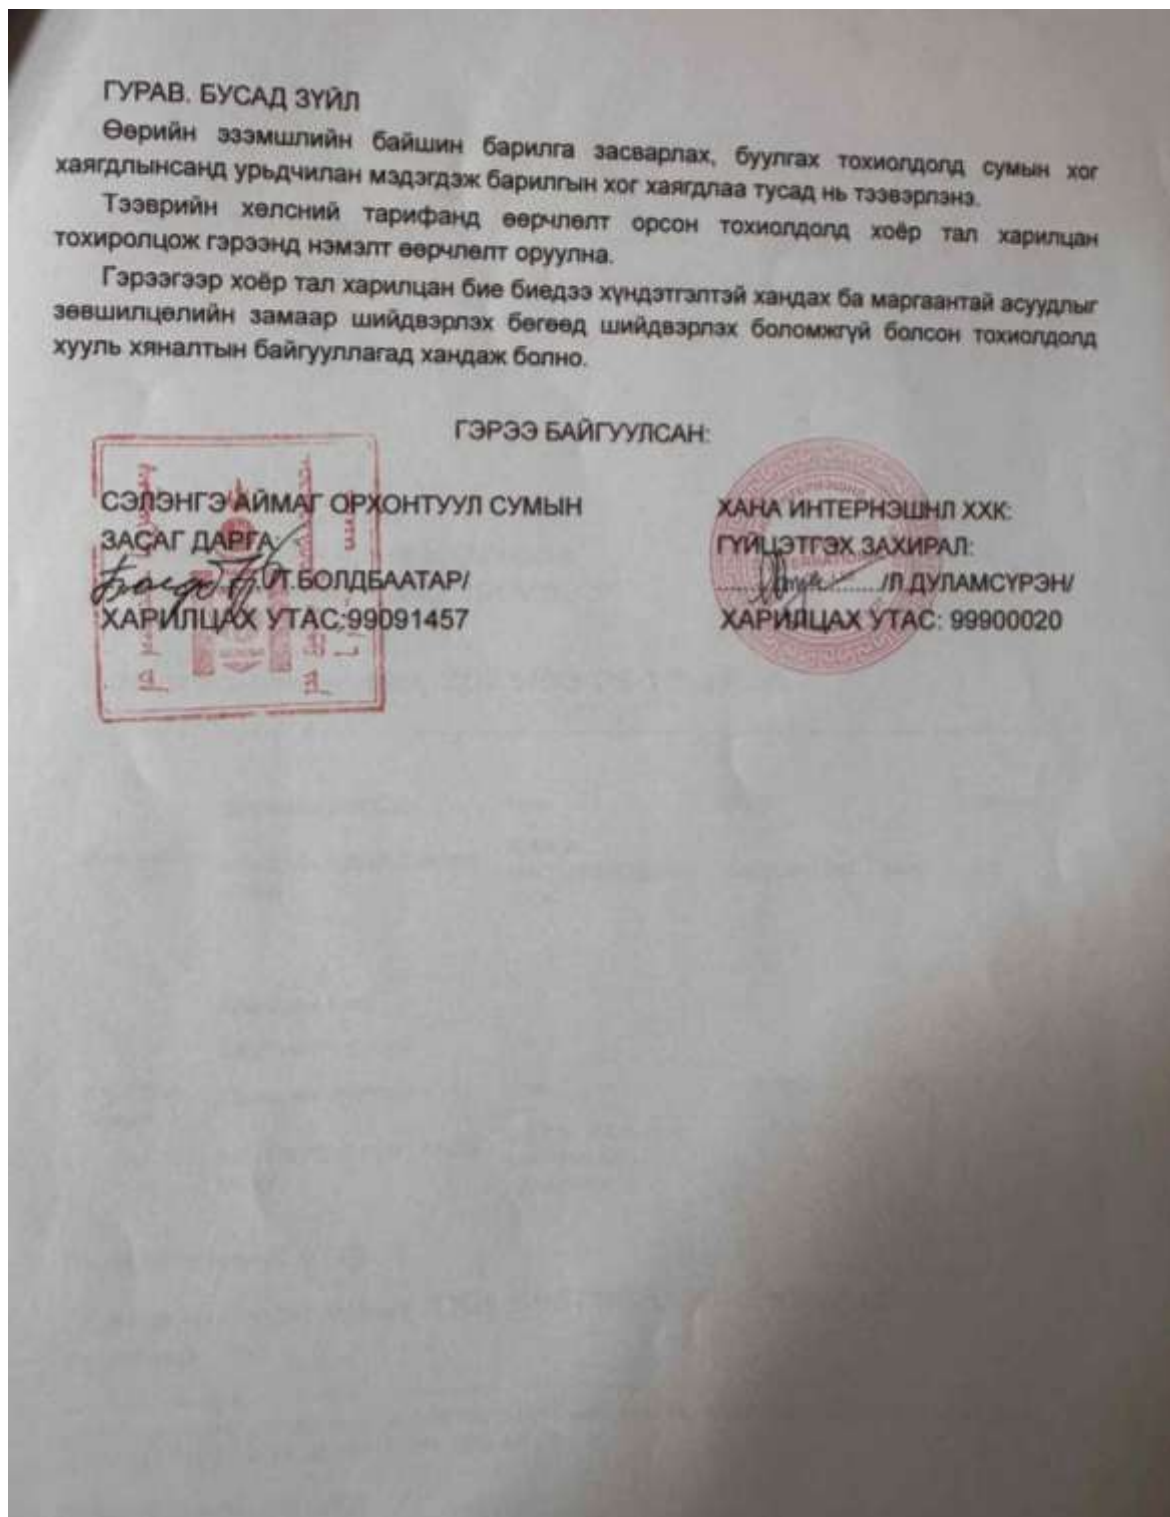 ГУРАВ. БУСАД ЗҮЙЛ
Өөрийн эзэмшлийн байшин барилга засварлах, буулгах тохиолдолд сумын хог
хаягдлынсанд урьдчилан мэдэгдэж барилгын хог хаягдлаа тусад нь тээвэрлэнэ.
Тээврийн хөлсний тарифанд өөрчлөлт орсон тохиолдолд хоёр тал харилцан
тохиролцож гэрээнд нэмэлт өөрчлөлт оруулна.
Гэрээгээр хоёр тал харилцан бие биедээ хүндэтгэлтэй хандах ба маргаантай асуудлыг
зөвшилцөлийн замаар шийдвэрлэх бөгөөд шийдвэрлэх боломжгүй болсон тохиолдолд
хууль хяналтын байгууллагад хандаж болно.
ГЭРЭЭ БАЙГУУЛСАН:
СЭЛЭНГЭ АЙМАГ ОРХОНТУУЛ СУМЫН
ЗАСАГ ДАРГА:
/Т.БОЛДБААТАР/
ХАРИЛЦАХ УТАС:99091457
ХАНА ИНТЕРНЭШНЛ ХХК:
ГҮЙЦЭТГЭХ ЗАХИРАЛ:
/Л.ДУЛАМСҮРЭН/
ХАРИЛЦАХ УТАС: 99900020